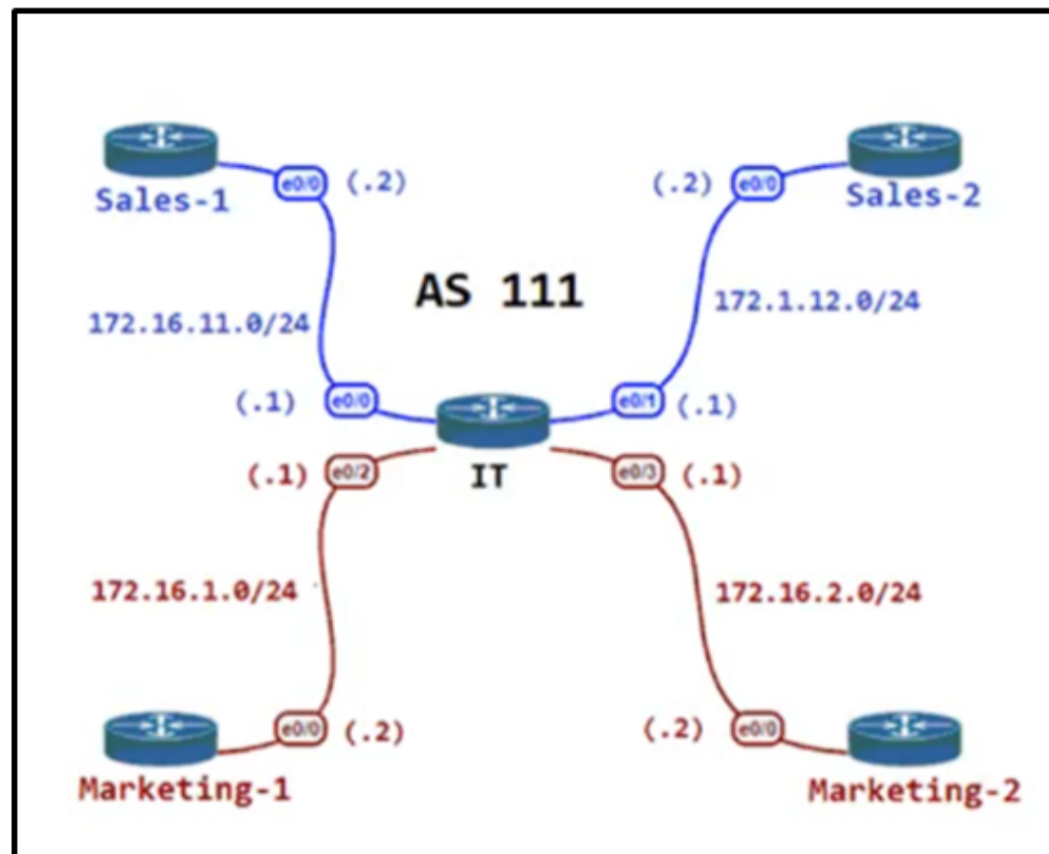 e0/0 (.2)
(.2) e0/0
Sales-1
Sales-2
AS 111
172.16.11.0/24
172.1.12.0/24
(.1) e0/0
e0/1 (.1)
(.1) e0/2
IT
e0/3 (.1)
172.16.1.0/24
172.16.2.0/24
e0/0 (.2)
(.2) e0/0
Marketing-1
Marketing-2